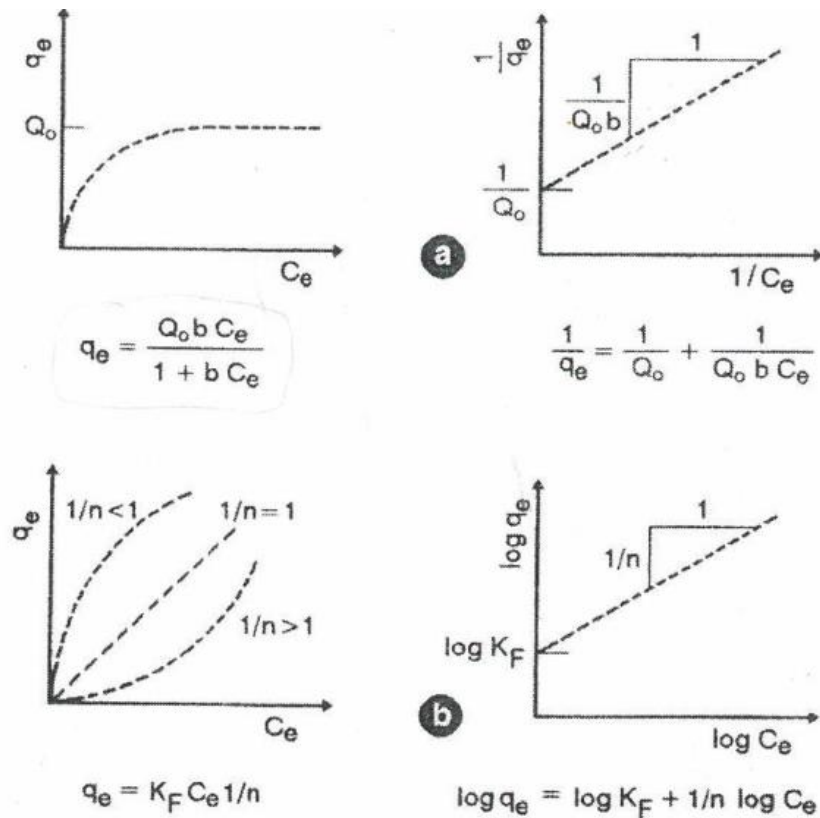 qe
Qo
Ce
qe = Qo b Ce / 1 + b Ce
a
1/qe
1
1/Qo b
1/Qo
1/Ce
1/qe = 1/Qo + 1/Qo b Ce
qe
1/n<1
1/n=1
1/n>1
Ce
qe = KF Ce 1/n
b
log qe
1
1/n
log KF
log Ce
log qe = log KF + 1/n log Ce